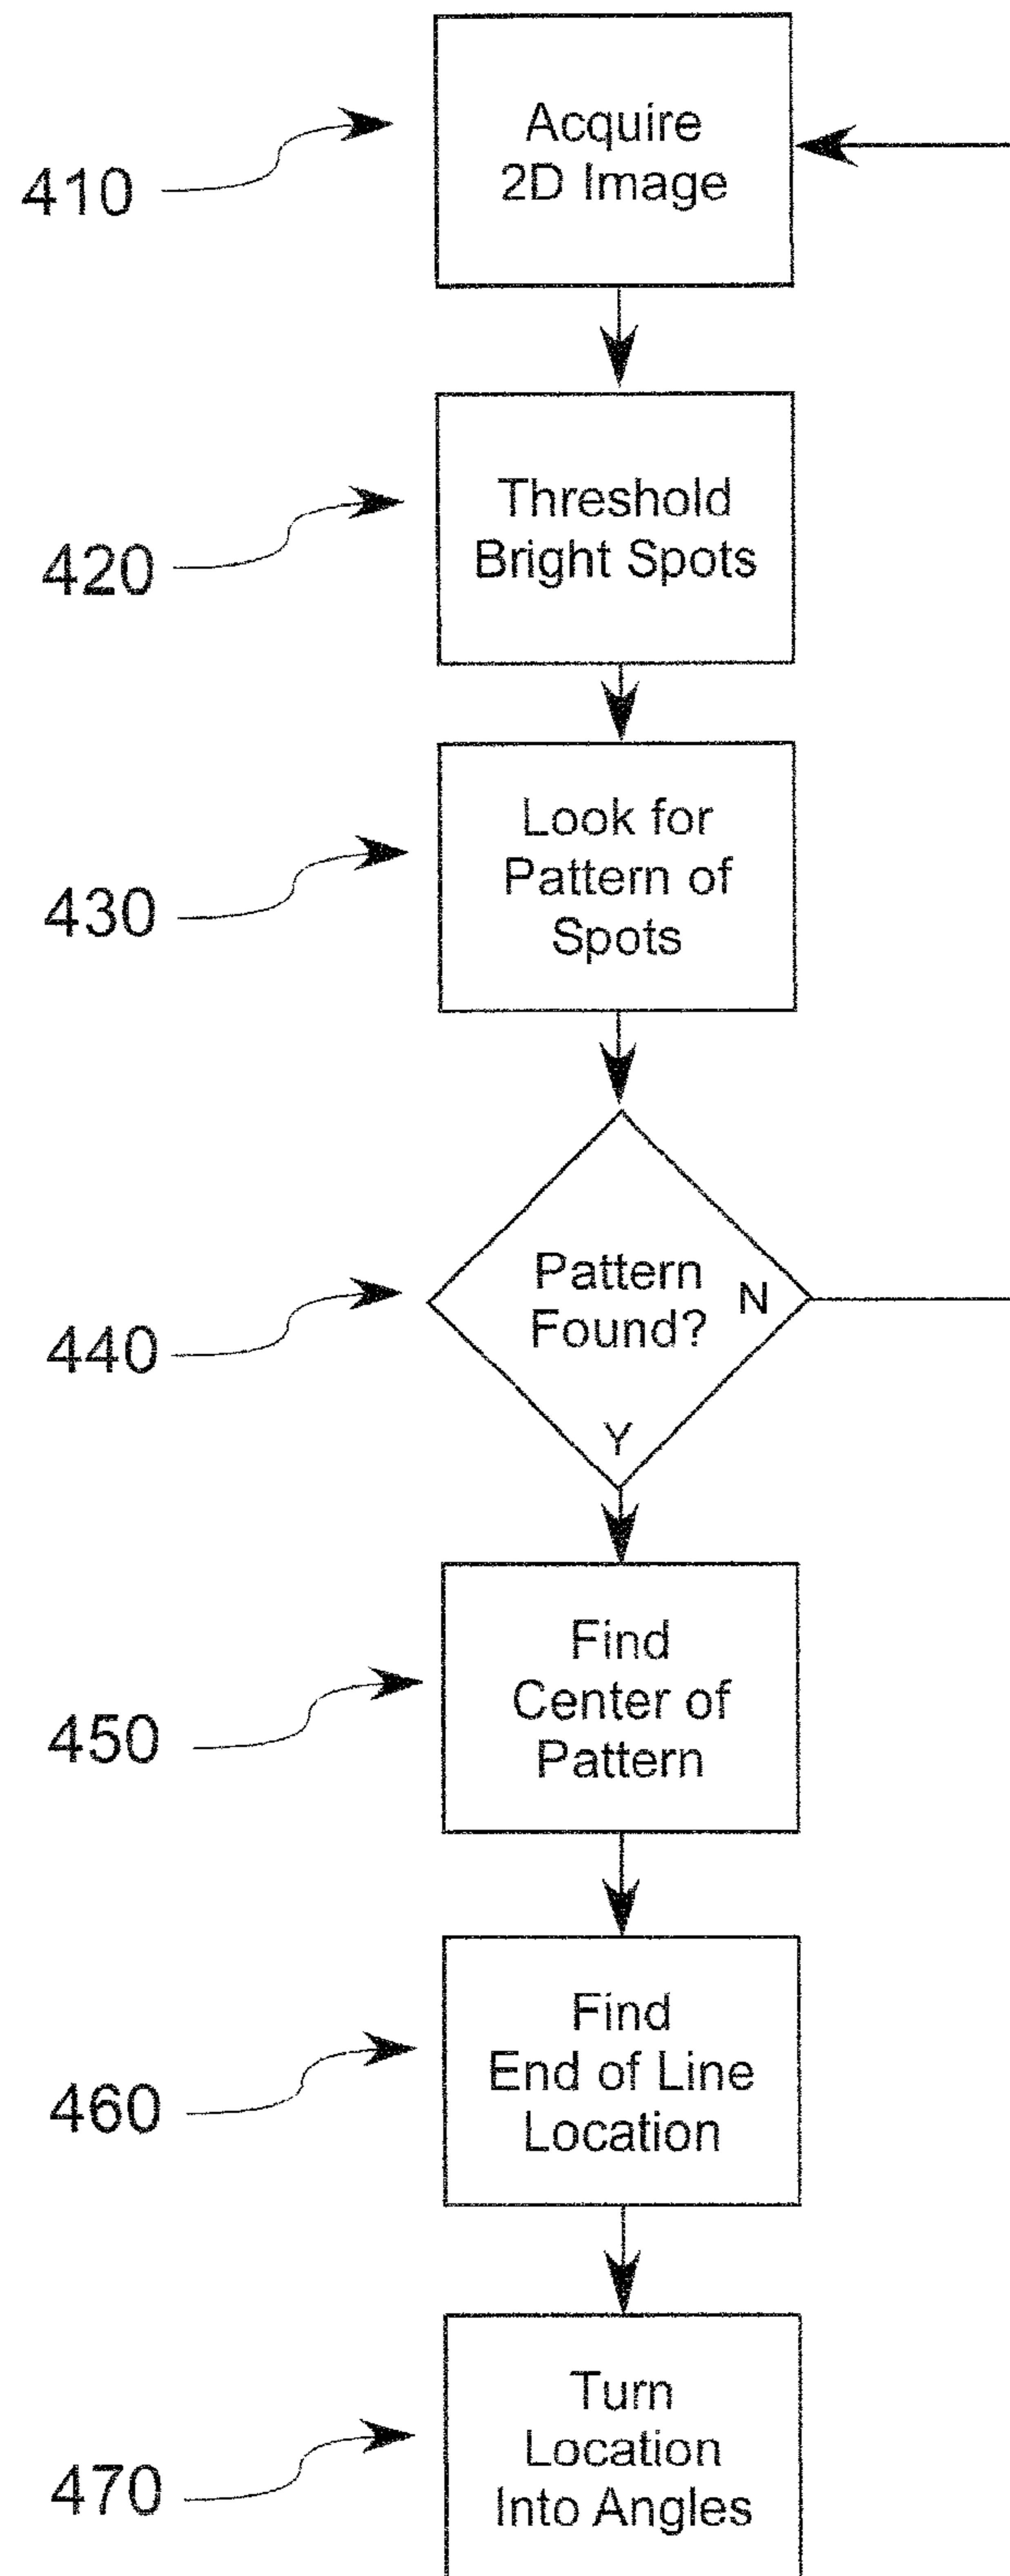 410
Acquire
2D Image
420
Threshold
Bright Spots
430
Look for
Pattern of
Spots
440
Pattern
Found?
N
Y
450
Find
Center of
Pattern
460
Find
End of Line
Location
470
Turn
Location
Into Angles